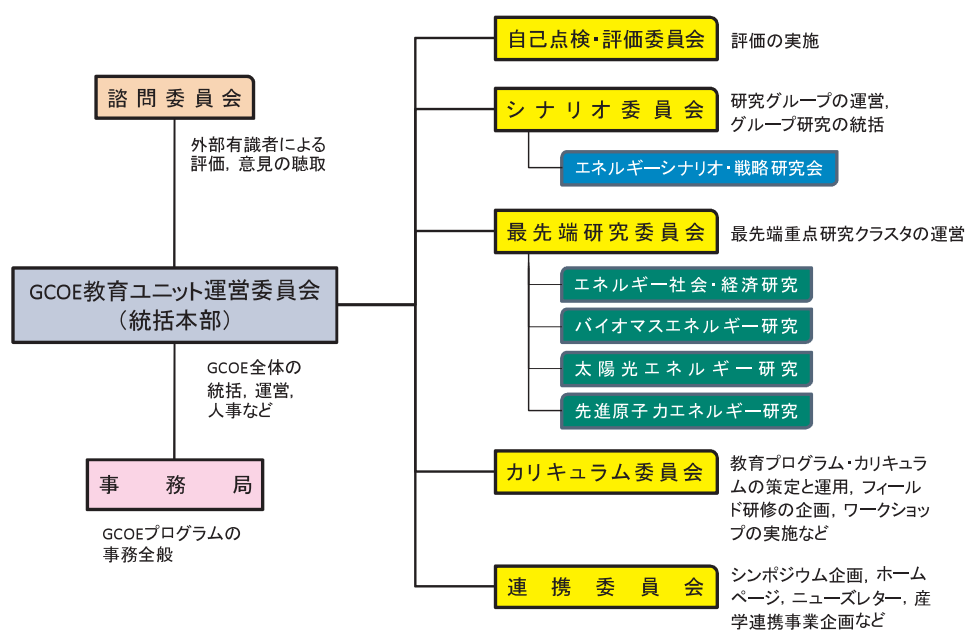 諮問委員会
外部有識者による
評価，意見の聴取
GCOE教育ユニット運営委員会
（統括本部）
GCOE全体の
統括，運営，
人事など
事務局
GCOEプログラムの
事務全般
自己点検・評価委員会
評価の実施
シナリオ委員会
研究グループの運営，
グループ研究の統括
エネルギーシナリオ・戦略研究会
最先端研究委員会
最先端重点研究クラスタの運営
エネルギー社会・経済研究
バイオマスエネルギー研究
太陽光エネルギー研究
先進原子力エネルギー研究
カリキュラム委員会
教育プログラム・カリキュラ
ムの策定と運用，フィール
ド研修の企画，ワークショッ
プの実施など
連携委員会
シンポジウム企画，ホーム
ページ，ニューズレター，産
学連携事業企画など